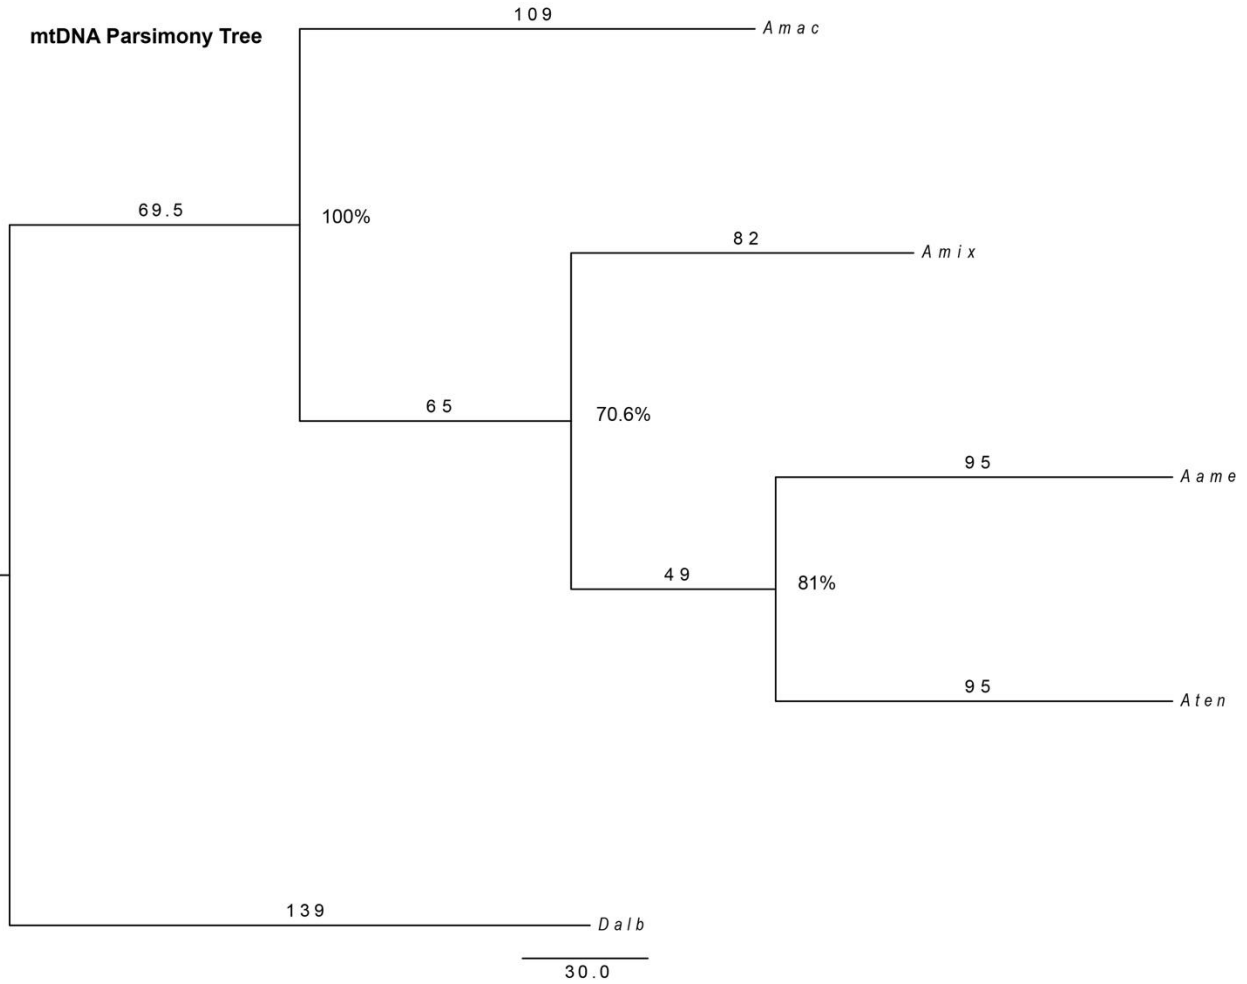 109
mtDNA Parsimony Tree
Amac
69.5
100%
82
Amix
65
70.6%
95
Aame
49
81%
95
Aten
139
Dalb
30.0